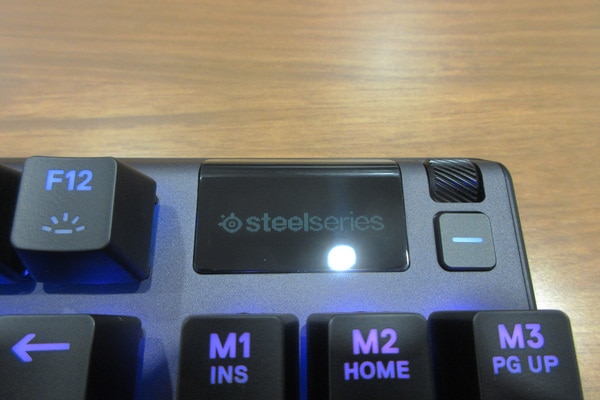 F12
steelseries
M1
INS
M2
HOME
M3
PG UP